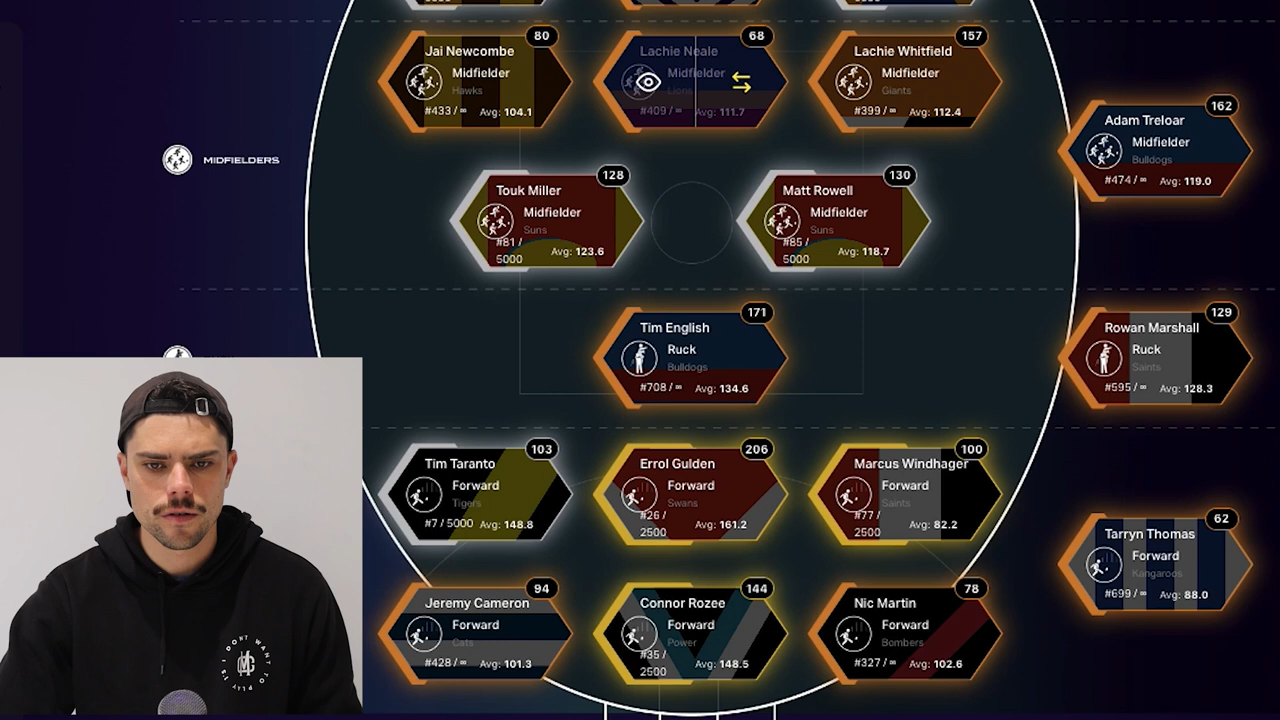 80
Jai Newcombe
Midfielder
Hawks
#433 / ∞ Avg: 104.1
68
Lachie Neale
Midfielder
Lions
#409 / ∞ Avg: 111.7
157
Lachie Whitfield
Midfielder
Giants
#399 / ∞ Avg: 112.4
162
Adam Treloar
Midfielder
Bulldogs
#474 / ∞ Avg: 119.0
MIDFIELDERS
128
Touk Miller
Midfielder
Suns
#81 /
5000
Avg: 123.6
130
Matt Rowell
Midfielder
Suns
#85 /
5000
Avg: 118.7
171
Tim English
Ruck
Bulldogs
#708 / ∞ Avg: 134.6
129
Rowan Marshall
Ruck
Saints
#595 / ∞ Avg: 128.3
103
Tim Taranto
Forward
Tigers
#7 / 5000 Avg: 148.8
206
Errol Gulden
Forward
Swans
#26 /
2500
Avg: 161.2
100
Marcus Windhager
Forward
Saints
#77 /
2500
Avg: 82.2
62
Tarryn Thomas
Forward
Kangaroos
#699 / ∞ Avg: 88.0
94
Jeremy Cameron
Forward
Cats
#428 / ∞ Avg: 101.3
144
Connor Rozee
Forward
Power
#35 /
2500
Avg: 148.5
78
Nic Martin
Forward
Bombers
#327 / ∞ Avg: 102.6